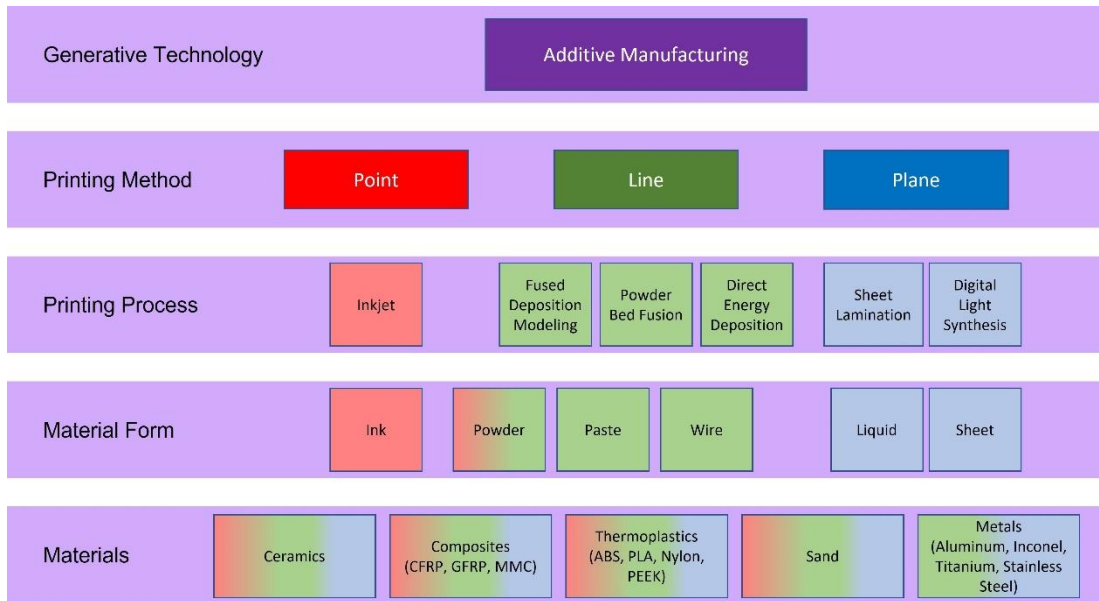 Generative Technology
Additive Manufacturing
Printing Method
Point
Line
Plane
Printing Process
Inkjet
Fused
Deposition
Modeling
Powder
Bed Fusion
Direct
Energy
Deposition
Sheet
Lamination
Digital
Light
Synthesis
Material Form
Ink
Powder
Paste
Wire
Liquid
Sheet
Materials
Ceramics
Composites
(CFRP, GFRP, MMC)
Thermoplastics
(ABS, PLA, Nylon,
PEEK)
Sand
Metals
(Aluminum, Inconel,
Titanium, Stainless
Steel)